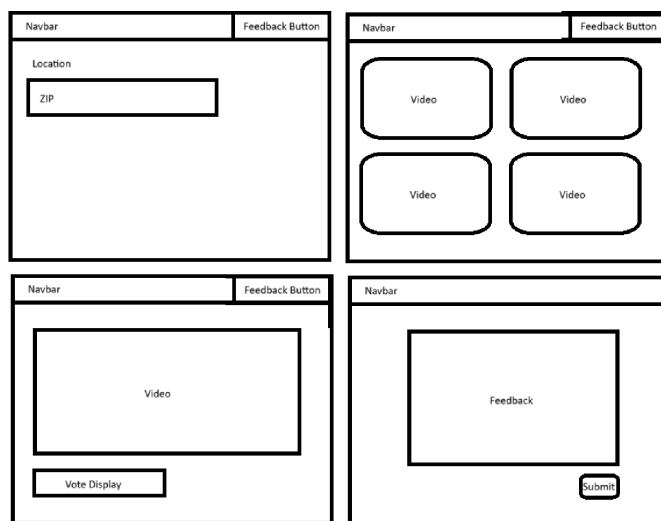 Navbar
Feedback Button
Location
ZIP
Navbar
Feedback Button
Video
Video
Video
Video
Navbar
Feedback Button
Video
Vote Display
Navbar
Feedback
Submit